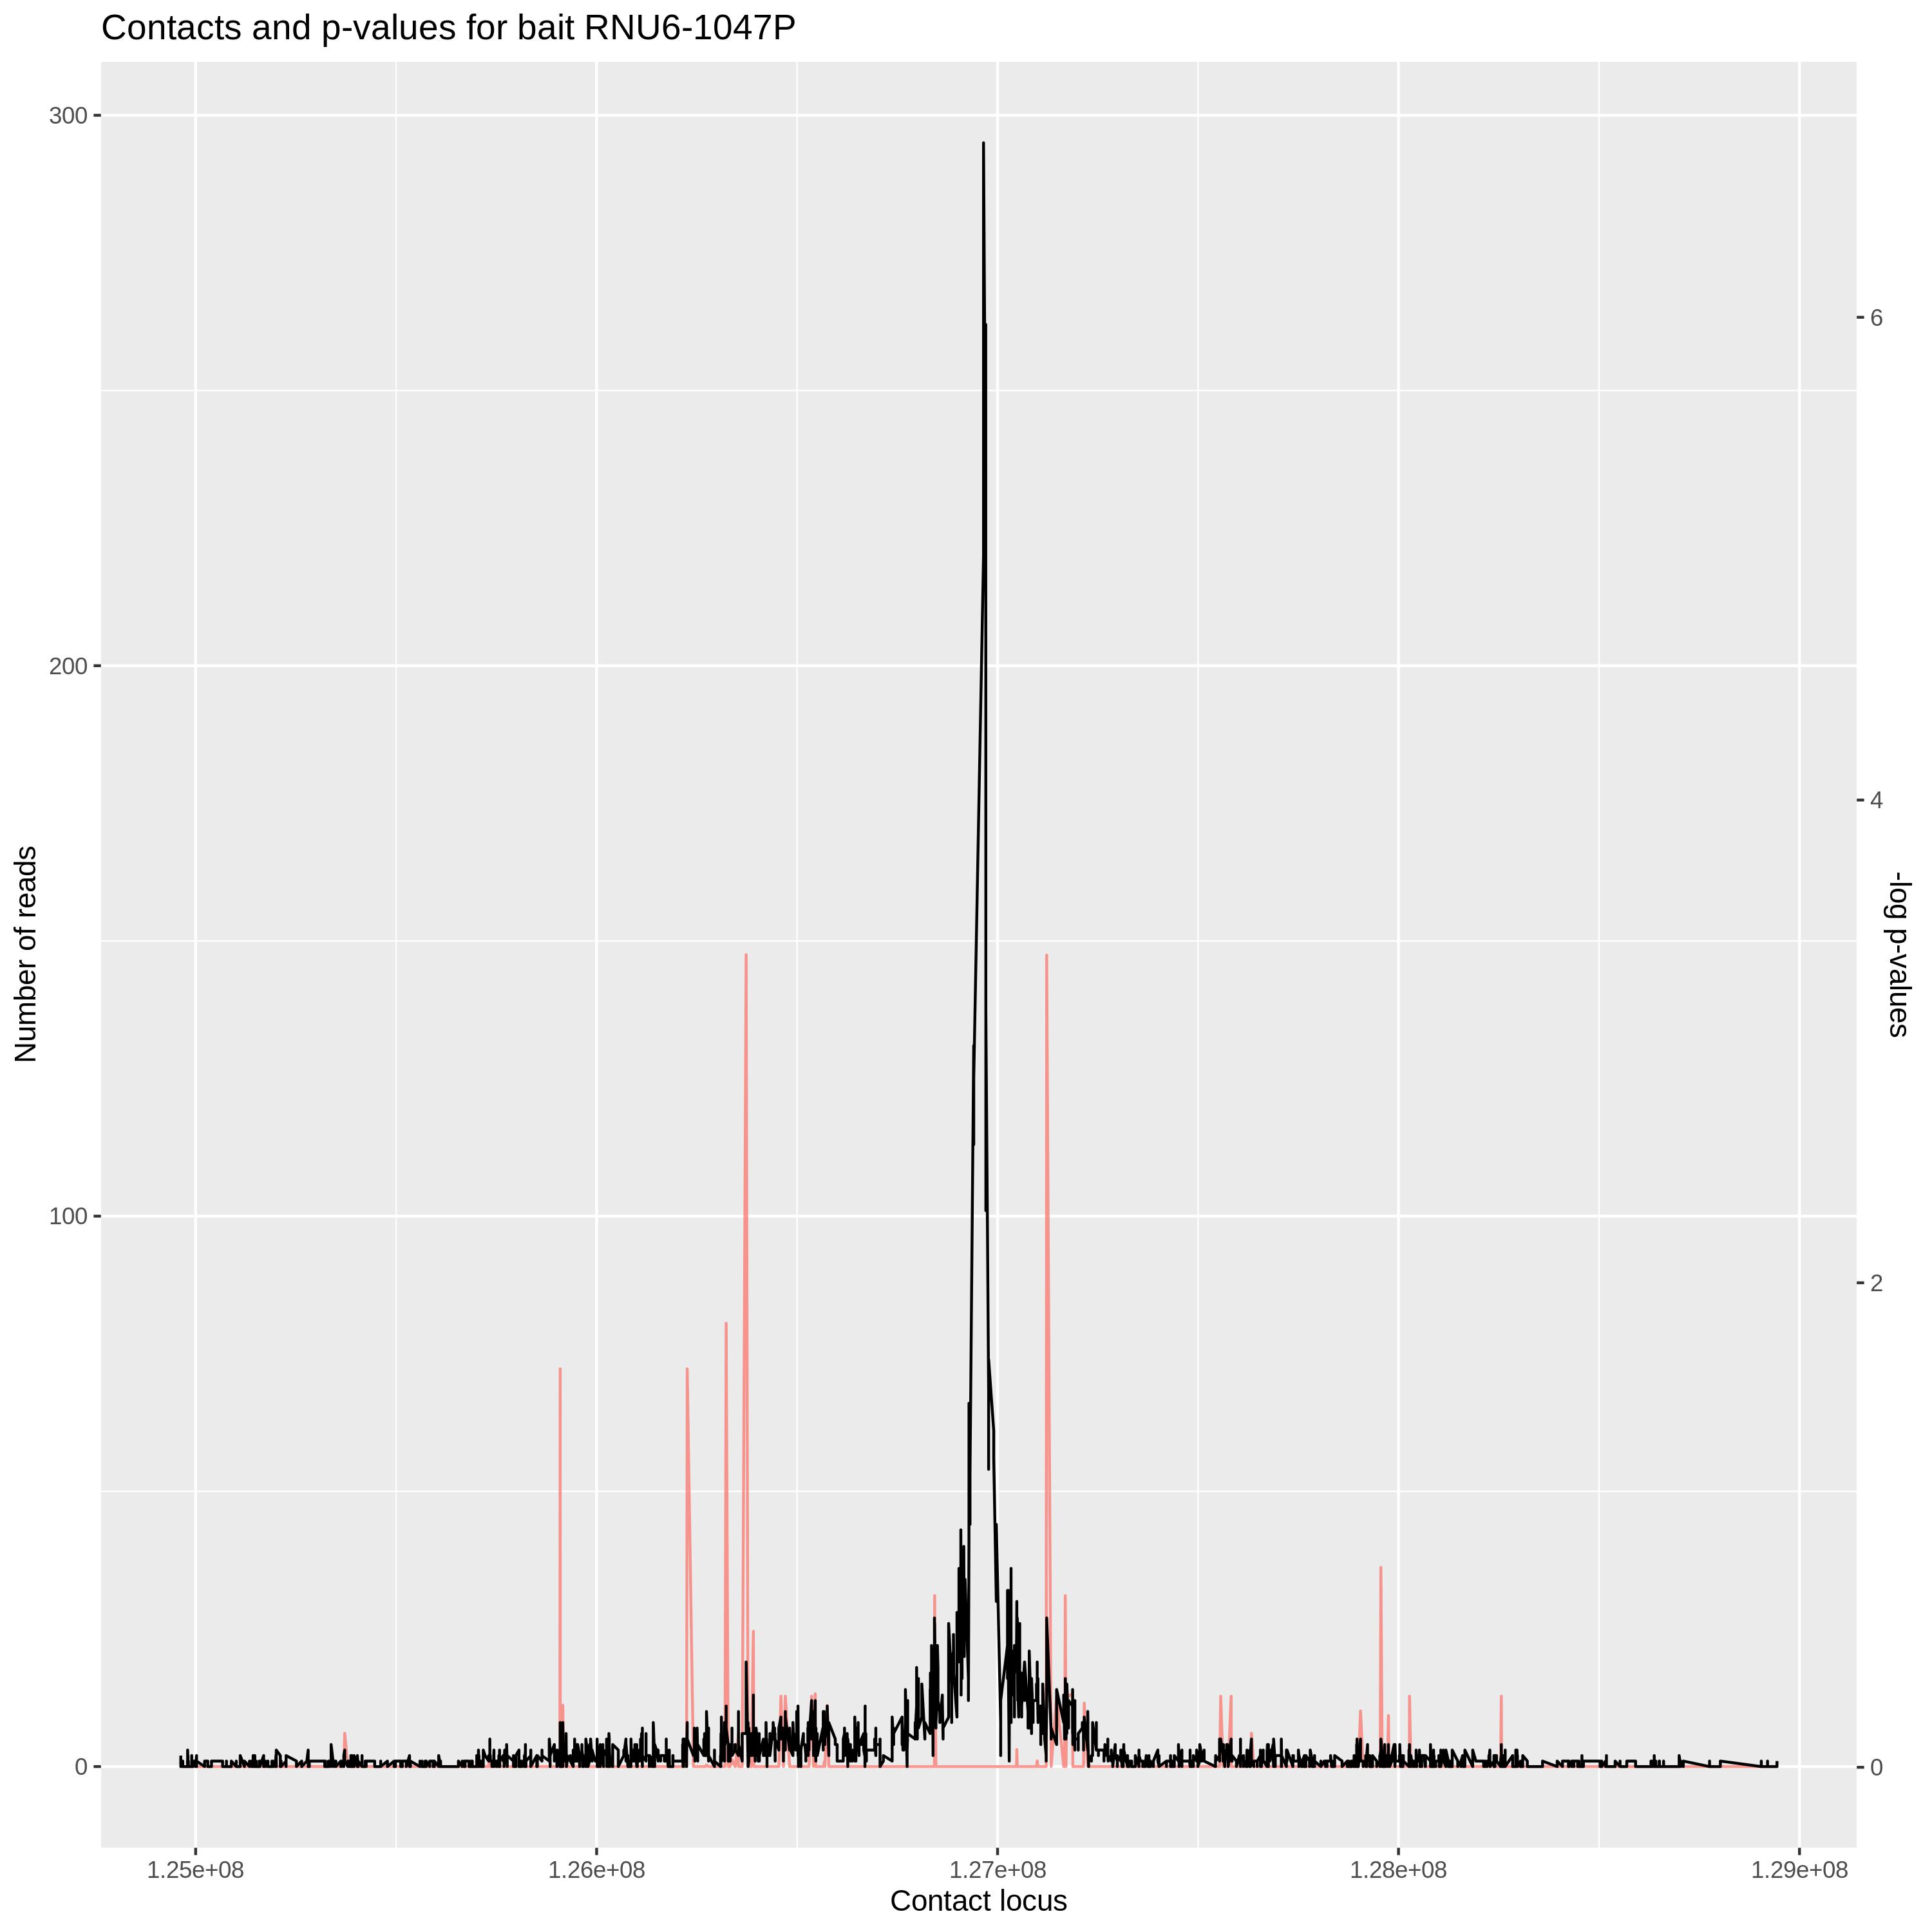 Contacts and p-values for bait RNU6-1047P
300
200
100
0
Number of reads
6
4
2
0
-log p-values
1.25e+08
1.26e+08
1.27e+08
1.28e+08
1.29e+08
Contact locus